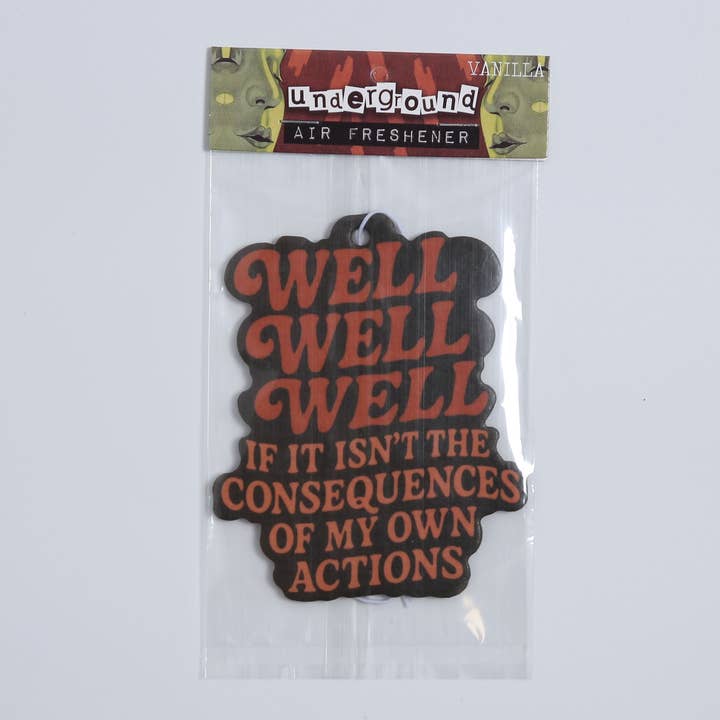 VANILLA
underground
AIR FRESHENER
WELL
WELL
WELL
IF IT ISN'T THE
CONSEQUENCES
OF MY OWN
ACTIONS